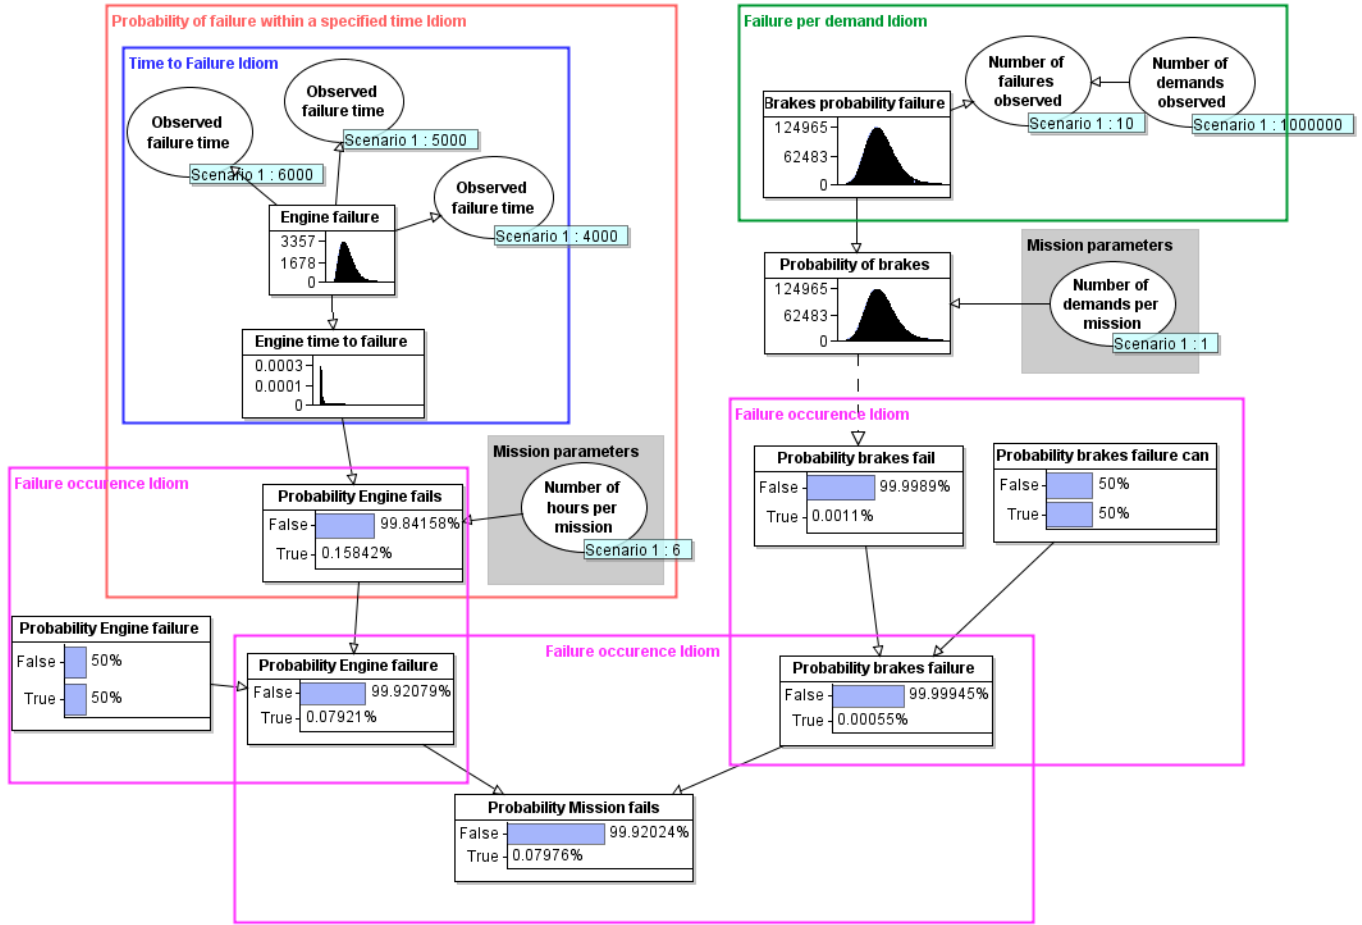 Probability of failure within a specified time Idiom
Time to Failure Idiom
Observed
failure time
Scenario 1 : 6000
Observed
failure time
Scenario 1 : 5000
Observed
failure time
Scenario 1 : 4000
Engine failure
3357
1678
0
Engine time to failure
0.0003
0.0001
0
Failure per demand Idiom
Number of
failures
observed
Scenario 1 : 10
Number of
demands
observed
Scenario 1 : 1000000
Brakes probability failure
124965
62483
0
Probability of brakes
124965
62483
0
Mission parameters
Number of
demands per
mission
Scenario 1 : 1
Failure occurence Idiom
Probability Engine fails
False 99.84158%
True 0.15842%
Mission parameters
Number of
hours per
mission
Scenario 1 : 6
Probability Engine failure
False 50%
True 50%
Probability Engine failure
False 99.92079%
True 0.07921%
Failure occurence Idiom
Probability brakes fail
False 99.9989%
True 0.0011%
Probability brakes failure can
False 50%
True 50%
Failure occurence Idiom
Probability brakes failure
False 99.99945%
True 0.00055%
Probability Mission fails
False 99.92024%
True 0.07976%